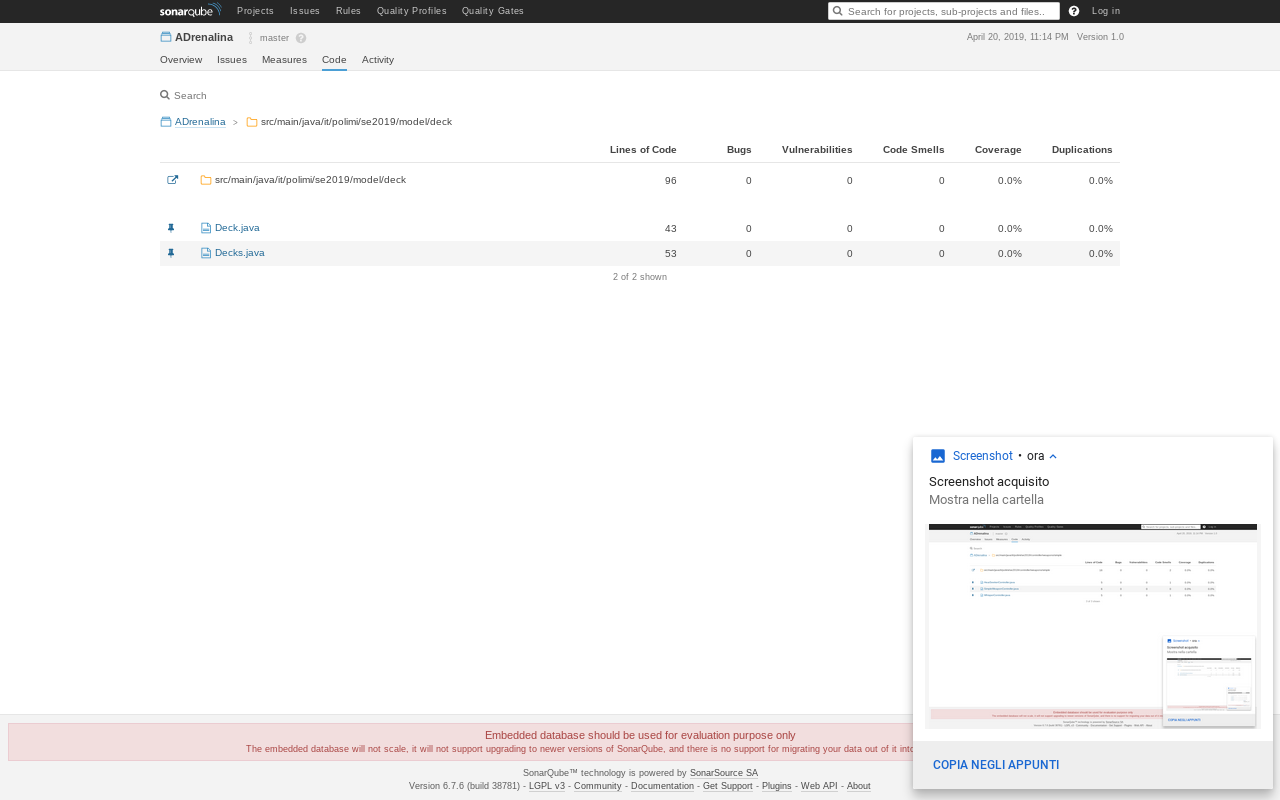 sonarqube Projects Issues Rules Quality Profiles Quality Gates Search for projects, sub-projects and files.. Log in
ADrenalina master April 20, 2019, 11:14 PM Version 1.0
Overview Issues Measures Code Activity
Search
ADrenalina > src/main/java/it/polimi/se2019/model/deck
Lines of Code Bugs Vulnerabilities Code Smells Coverage Duplications
src/main/java/it/polimi/se2019/model/deck 96 0 0 0 0.0% 0.0%
Deck.java 43 0 0 0 0.0% 0.0%
Decks.java 53 0 0 0 0.0% 0.0%
2 of 2 shown
Screenshot • ora
Screenshot acquisito
Mostra nella cartella
COPIA NEGLI APPUNTI
Embedded database should be used for evaluation purpose only
The embedded database will not scale, it will not support upgrading to newer versions of SonarQube, and there is no support for migrating your data out of it
SonarQube™ technology is powered by SonarSource SA
Version 6.7.6 (build 38781) - LGPL v3 - Community - Documentation - Get Support - Plugins - Web API - About